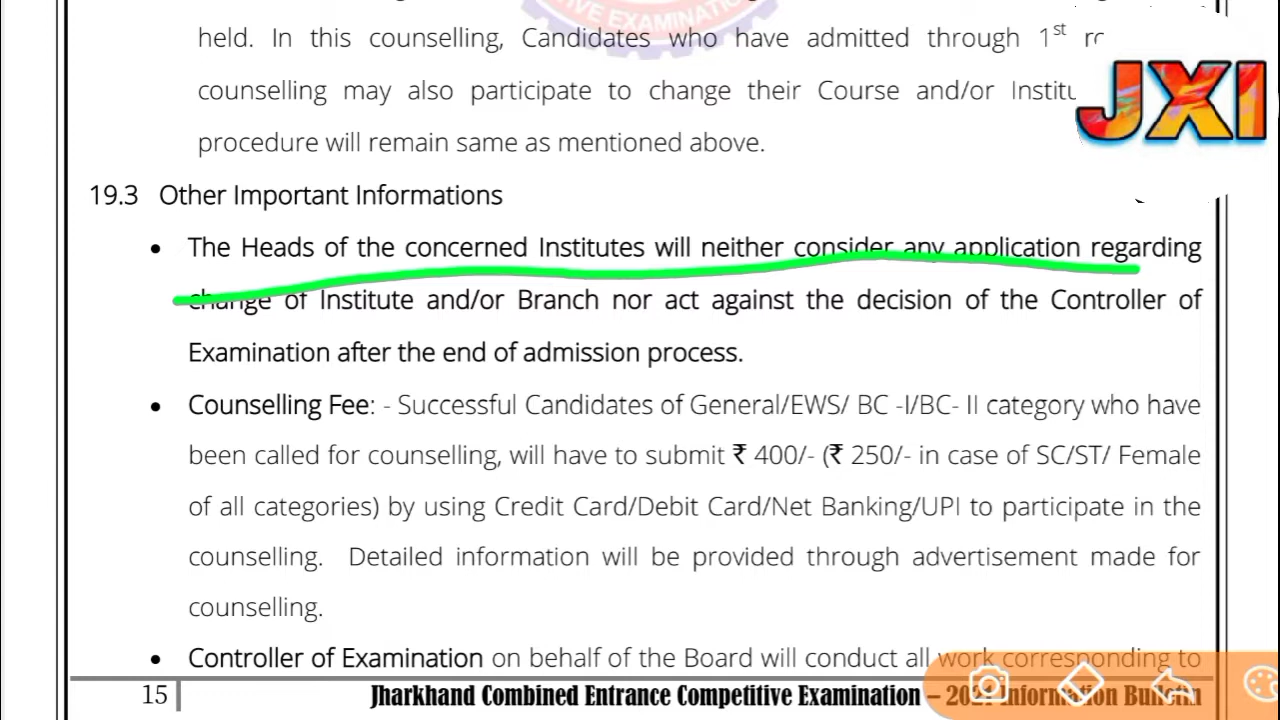 held. In this counselling, Candidates who have admitted through 1st
counselling may also participate to change their Course and/or
procedure will remain same as mentioned above.
JXI
19.3 Other Important Informations
• The Heads of the concerned Institutes will neither consider any application regarding
change of Institute and/or Branch nor act against the decision of the Controller of
Examination after the end of admission process.
• Counselling Fee: - Successful Candidates of General/EWS/ BC -I/BC- II category who have
been called for counselling, will have to submit ₹ 400/- (₹ 250/- in case of SC/ST/ Female
of all categories) by using Credit Card/Debit Card/Net Banking/UPI to participate in the
counselling. Detailed information will be provided through advertisement made for
counselling.
• Controller of Examination on behalf of the Board will conduct all work corresponding to
15 Jharkhand Combined Entrance Competitive Examination – Information Bulletin